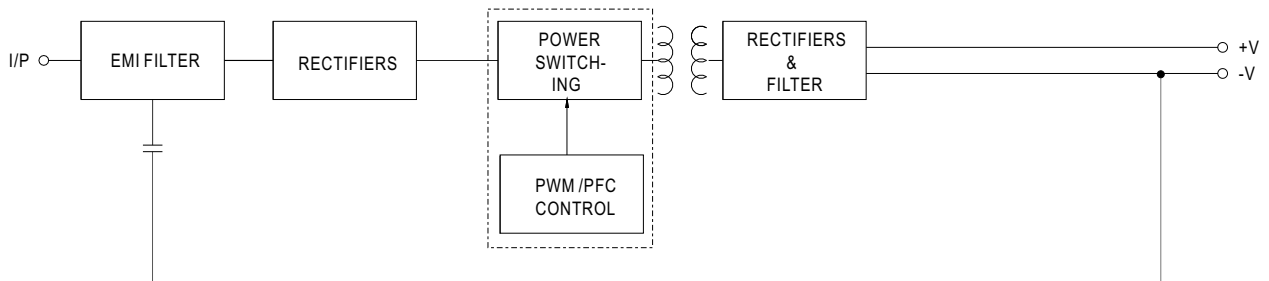 I/P
EMI FILTER
RECTIFIERS
POWER
SWITCH-
ING
PWM /PFC
CONTROL
RECTIFIERS
&
FILTER
+V
-V